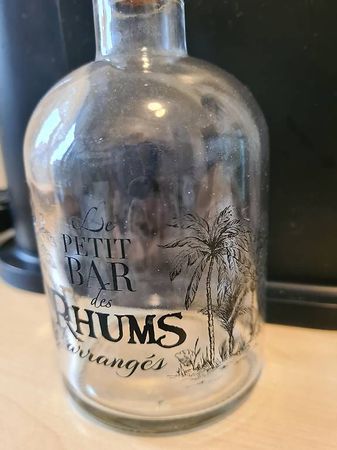 Le
PETIT
BAR
des
RHUMS
arrangés